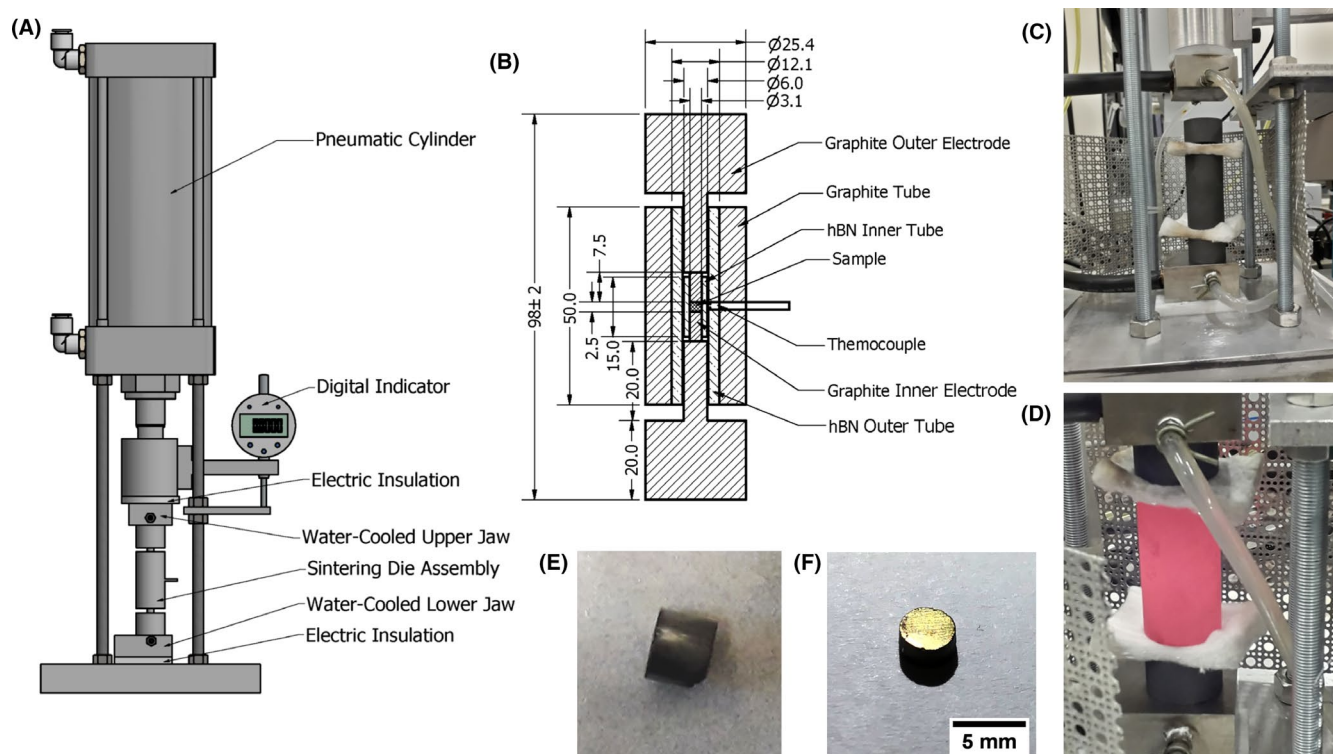 (A)
Pneumatic Cylinder
Digital Indicator
Electric Insulation
Water-Cooled Upper Jaw
Sintering Die Assembly
Water-Cooled Lower Jaw
Electric Insulation
(B)
Ø25.4
Ø12.1
Ø6.0
Ø3.1
98±2
50.0
7.5
2.5
15.0
20.0
20.0
Graphite Outer Electrode
Graphite Tube
hBN Inner Tube
Sample
Themocouple
Graphite Inner Electrode
hBN Outer Tube
(C)
(D)
(E)
(F)
5 mm